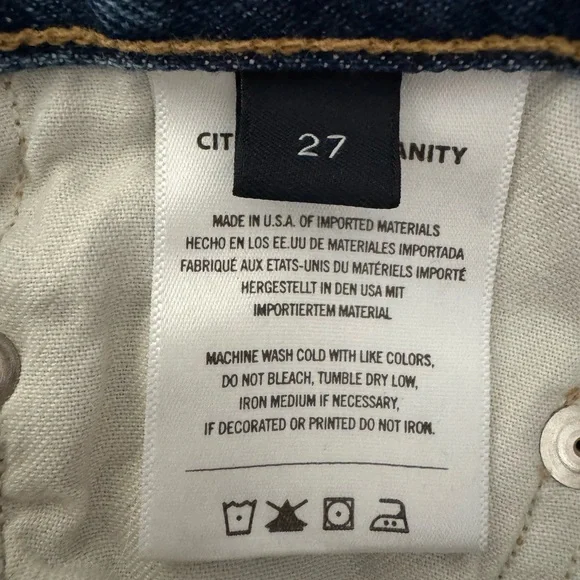 27
CIT ANITY
MADE IN U.S.A. OF IMPORTED MATERIALS
HECHO EN LOS EE.UU DE MATERIALES IMPORTADA
FABRIQUÉ AUX ETATS-UNIS DU MATÉRIELS IMPORTÉ
HERGESTELLT IN DEN USA MIT
IMPORTIERTEM MATERIAL
MACHINE WASH COLD WITH LIKE COLORS,
DO NOT BLEACH, TUMBLE DRY LOW,
IRON MEDIUM IF NECESSARY,
IF DECORATED OR PRINTED DO NOT IRON.